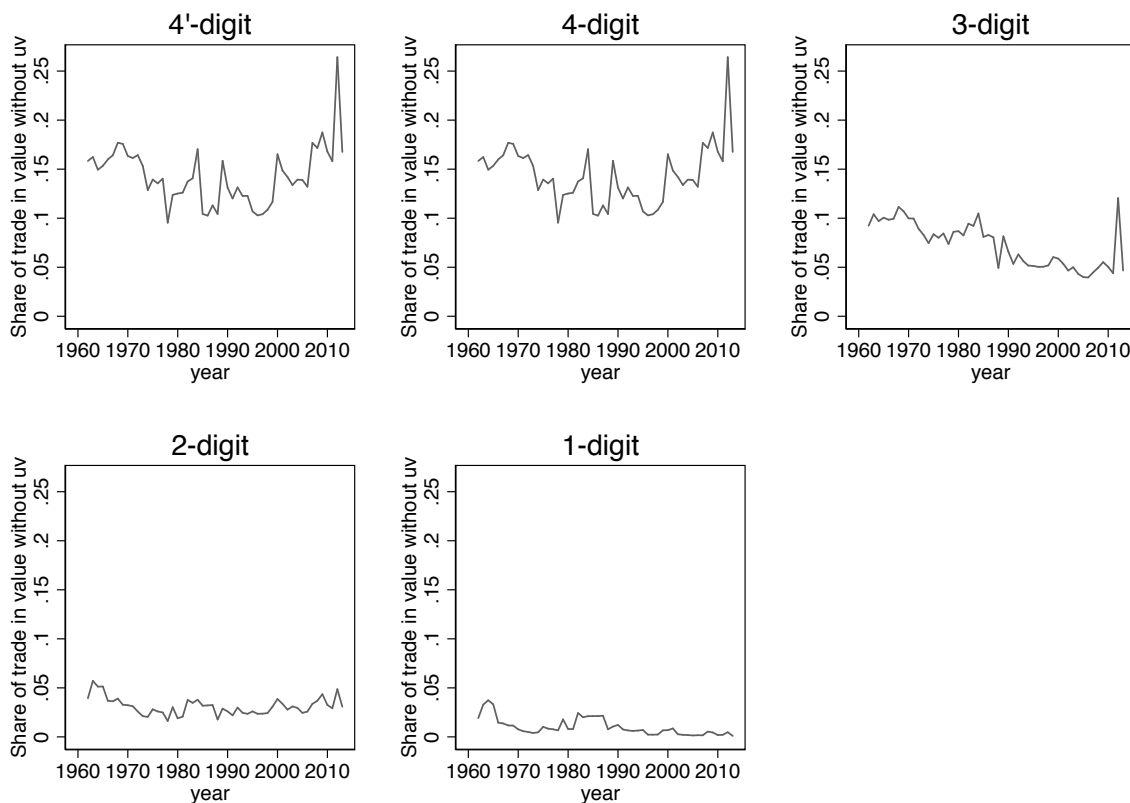 4'-digit
Share of trade in value without uv
0 .05 .1 .15 .2 .25
1960 1970 1980 1990 2000 2010
year
4-digit
Share of trade in value without uv
0 .05 .1 .15 .2 .25
1960 1970 1980 1990 2000 2010
year
3-digit
Share of trade in value without uv
0 .05 .1 .15 .2 .25
1960 1970 1980 1990 2000 2010
year
2-digit
Share of trade in value without uv
0 .05 .1 .15 .2 .25
1960 1970 1980 1990 2000 2010
year
1-digit
Share of trade in value without uv
0 .05 .1 .15 .2 .25
1960 1970 1980 1990 2000 2010
year